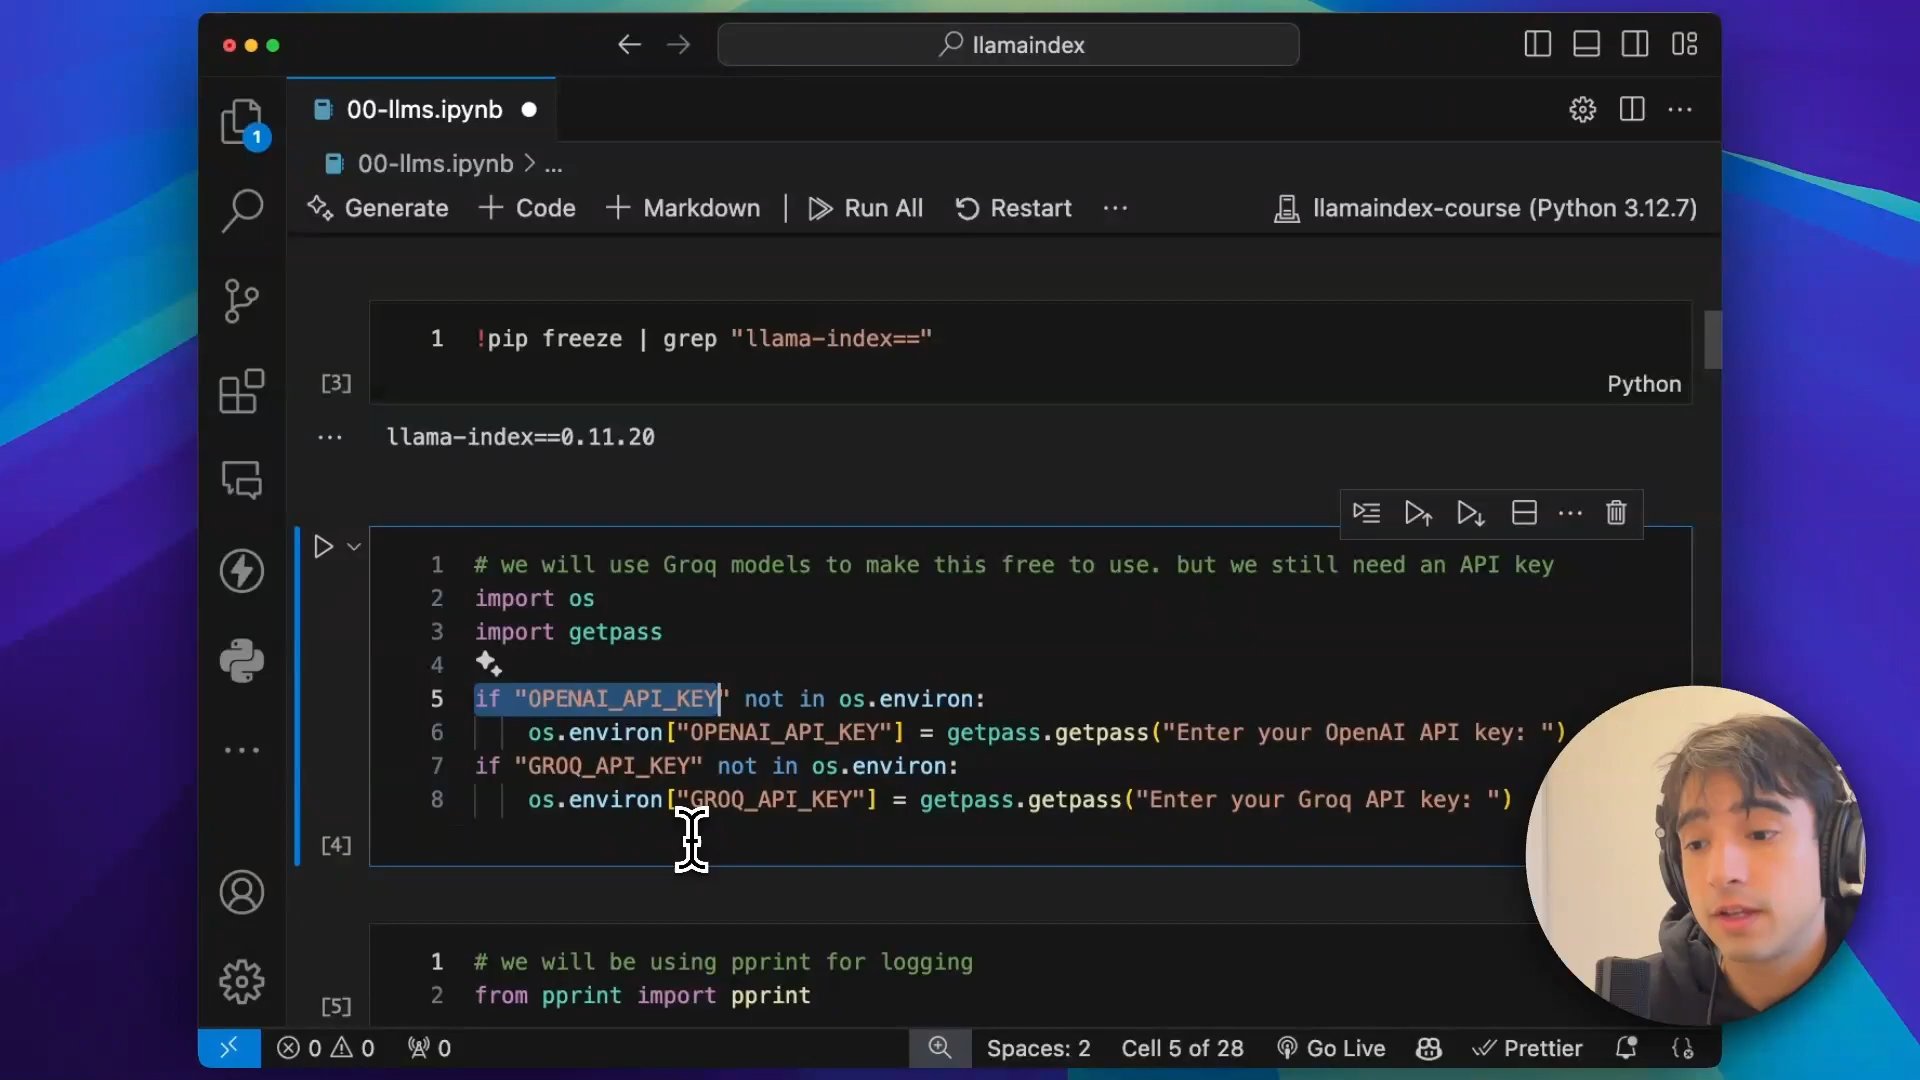 llamaindex
00-llms.ipynb
1
00-llms.ipynb > ...
Generate + Code + Markdown | Run All Restart ... llamaindex-course (Python 3.12.7)
1 !pip freeze | grep "llama-index=="
[3] Python
... llama-index==0.11.20
1 # we will use Groq models to make this free to use. but we still need an API key
2 import os
3 import getpass
4
5 if "OPENAI_API_KEY" not in os.environ:
6 os.environ["OPENAI_API_KEY"] = getpass.getpass("Enter your OpenAI API key: ")
7 if "GROQ_API_KEY" not in os.environ:
8 os.environ["GROQ_API_KEY"] = getpass.getpass("Enter your Groq API key: ")
[4]
1 # we will be using pprint for logging
2 from pprint import pprint
[5]
0 0 0 Spaces: 2 Cell 5 of 28 Go Live Prettier